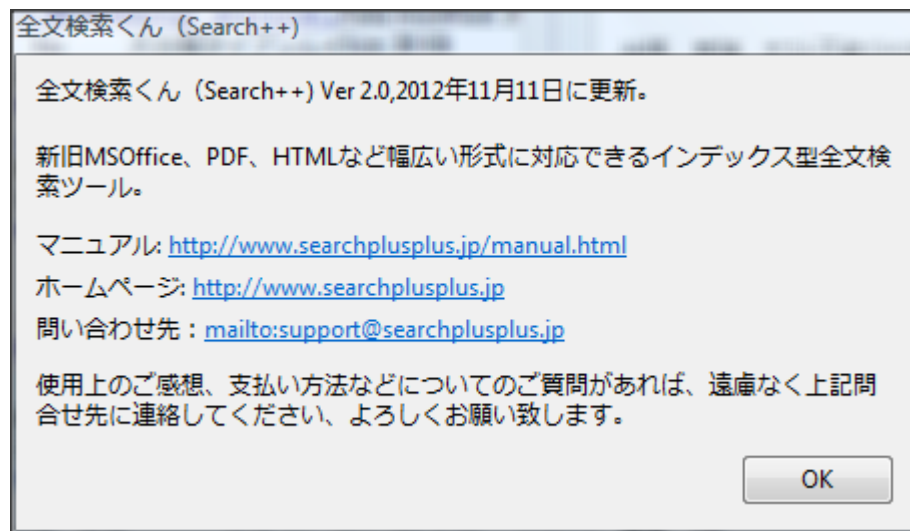 全文検索くん（Search++)
全文検索くん（Search++) Ver 2.0,2012年11月11日に更新。
新旧MSOffice、PDF、HTMLなど幅広い形式に対応できるインデックス型全文検
索ツール。
マニュアル: http://www.searchplusplus.jp/manual.html
ホームページ: http://www.searchplusplus.jp
問い合わせ先：mailto:support@searchplusplus.jp
使用上のご感想、支払い方法などについてのご質問があれば、遠慮なく上記問
合せ先に連絡してください、よろしくお願い致します。
OK